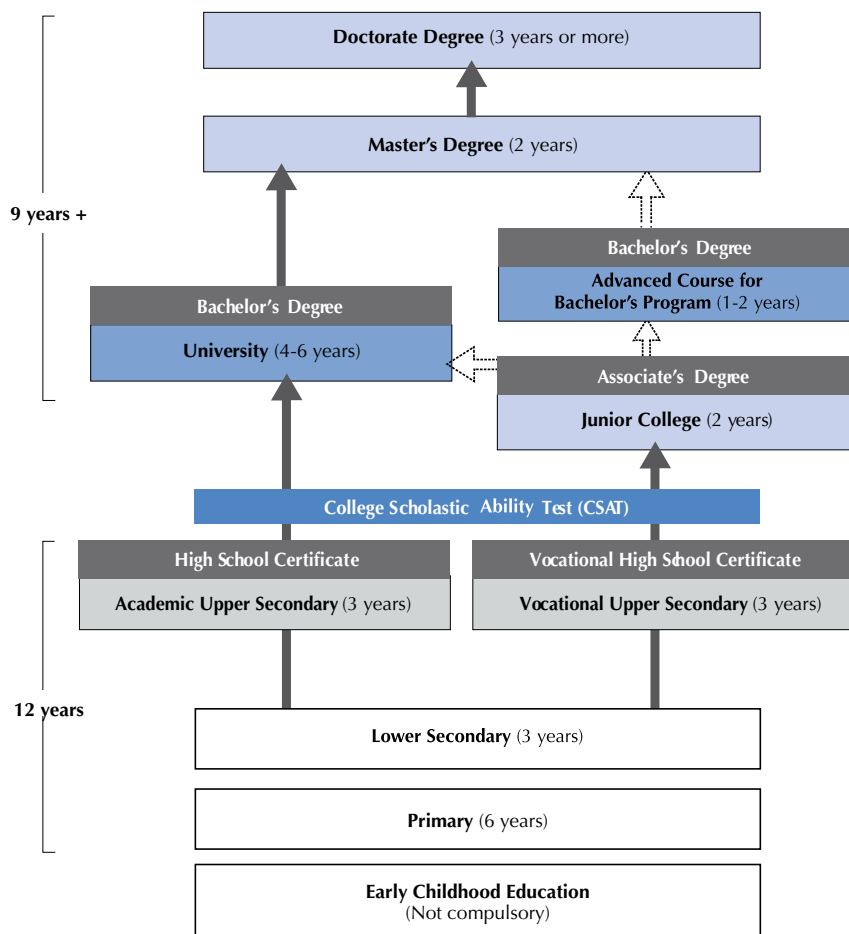 Doctorate Degree (3 years or more)
Master's Degree (2 years)
9 years +
Bachelor's Degree
Advanced Course for
Bachelor's Program (1-2 years)
Bachelor's Degree
University (4-6 years)
Associate's Degree
Junior College (2 years)
College Scholastic Ability Test (CSAT)
High School Certificate
Academic Upper Secondary (3 years)
Vocational High School Certificate
Vocational Upper Secondary (3 years)
12 years
Lower Secondary (3 years)
Primary (6 years)
Early Childhood Education
(Not compulsory)